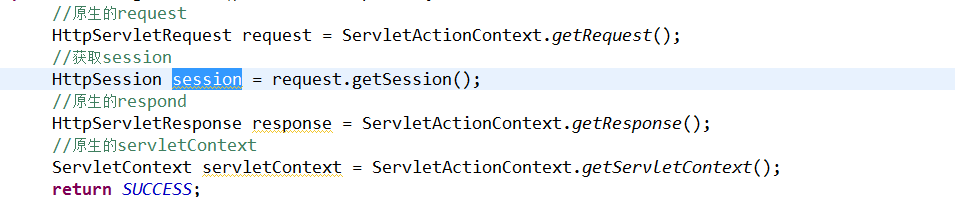 //原生的request
HttpServletRequest request = ServletActionContext.getRequest();
//获取session
HttpSession session = request.getSession();
//原生的respond
HttpServletResponse response = ServletActionContext.getResponse();
//原生的servletContext
ServletContext servletContext = ServletActionContext.getServletContext();
return SUCCESS;